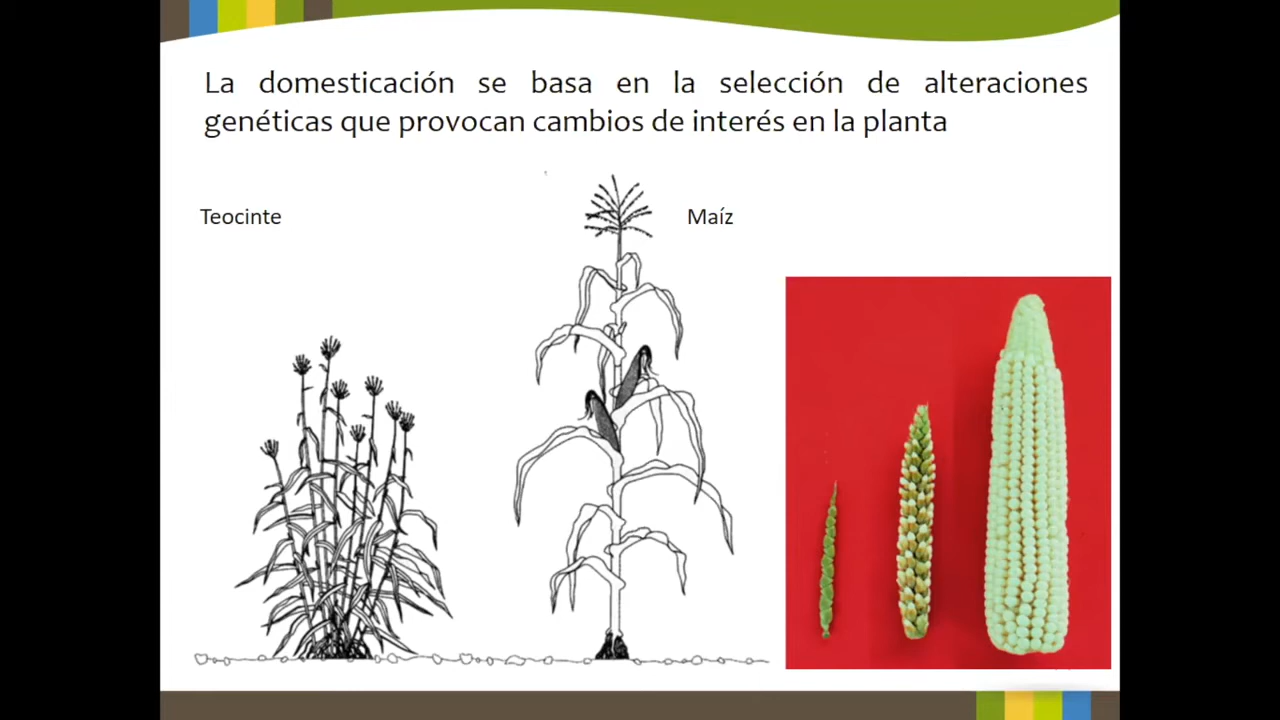 La domesticación se basa en la selección de alteraciones
genéticas que provocan cambios de interés en la planta
Teocinte
Maíz